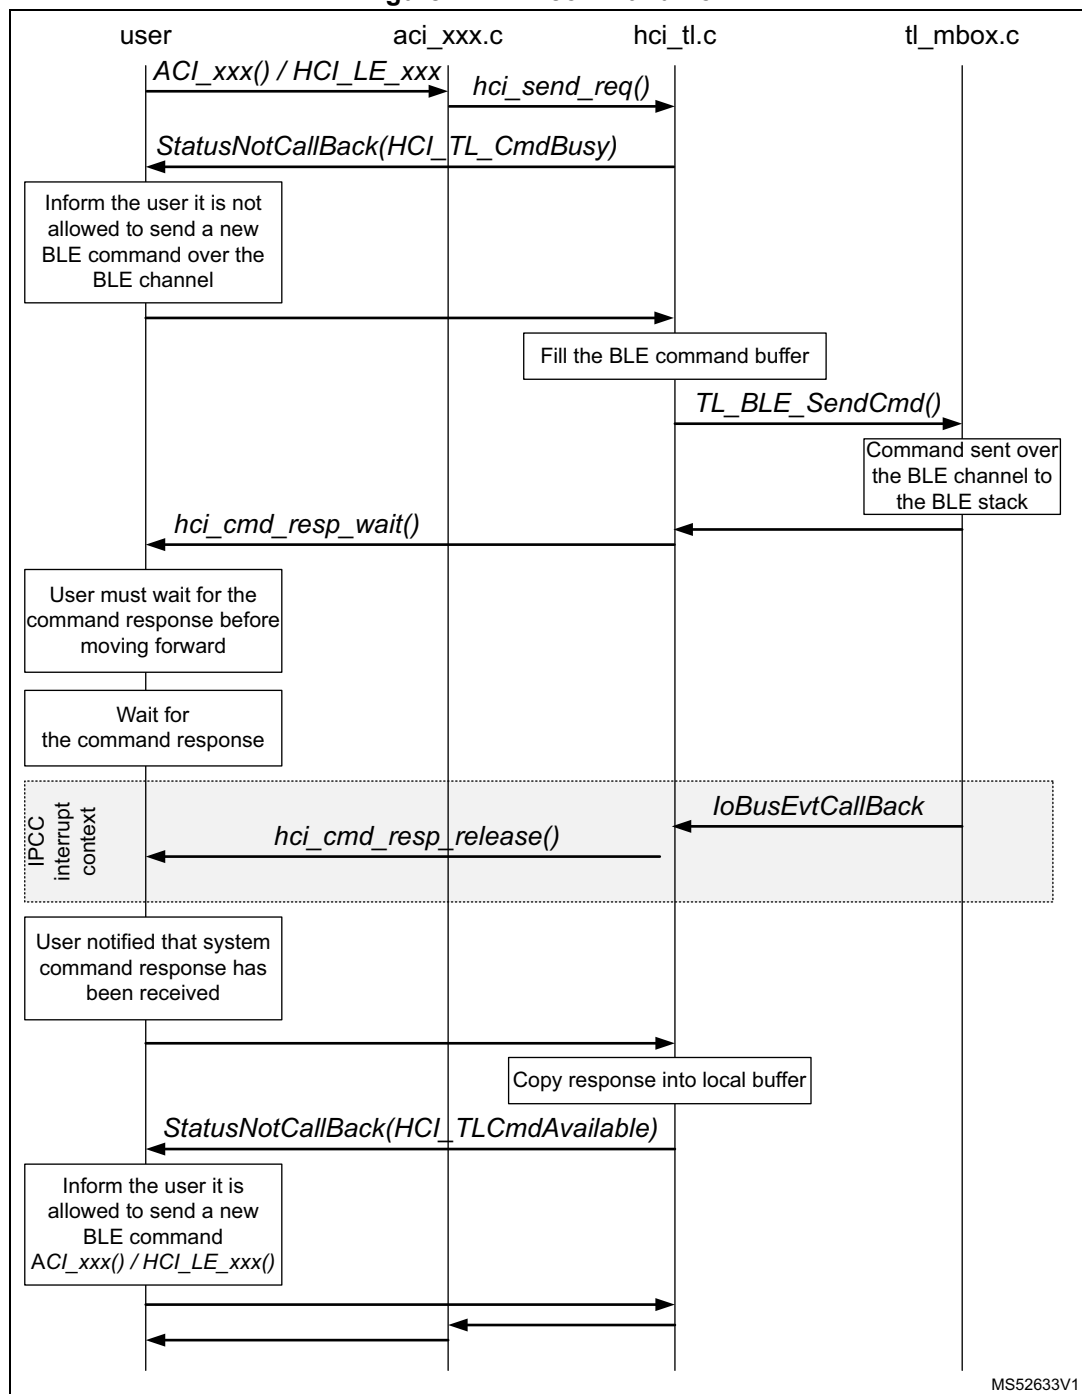 user aci_xxx.c hci_tl.c tl_mbox.c
ACI_xxx() / HCI_LE_xxx
hci_send_req()
StatusNotCallBack(HCI_TL_CmdBusy)
Inform the user it is not
allowed to send a new
BLE command over the
BLE channel
Fill the BLE command buffer
TL_BLE_SendCmd()
Command sent over
the BLE channel to
the BLE stack
hci_cmd_resp_wait()
User must wait for the
command response before
moving forward
Wait for
the command response
IPCC
interrupt
context
IoBusEvtCallBack
hci_cmd_resp_release()
User notified that system
command response has
been received
Copy response into local buffer
StatusNotCallBack(HCI_TLCmdAvailable)
Inform the user it is
allowed to send a new
BLE command
ACI_xxx() / HCI_LE_xxx()
MS52633V1